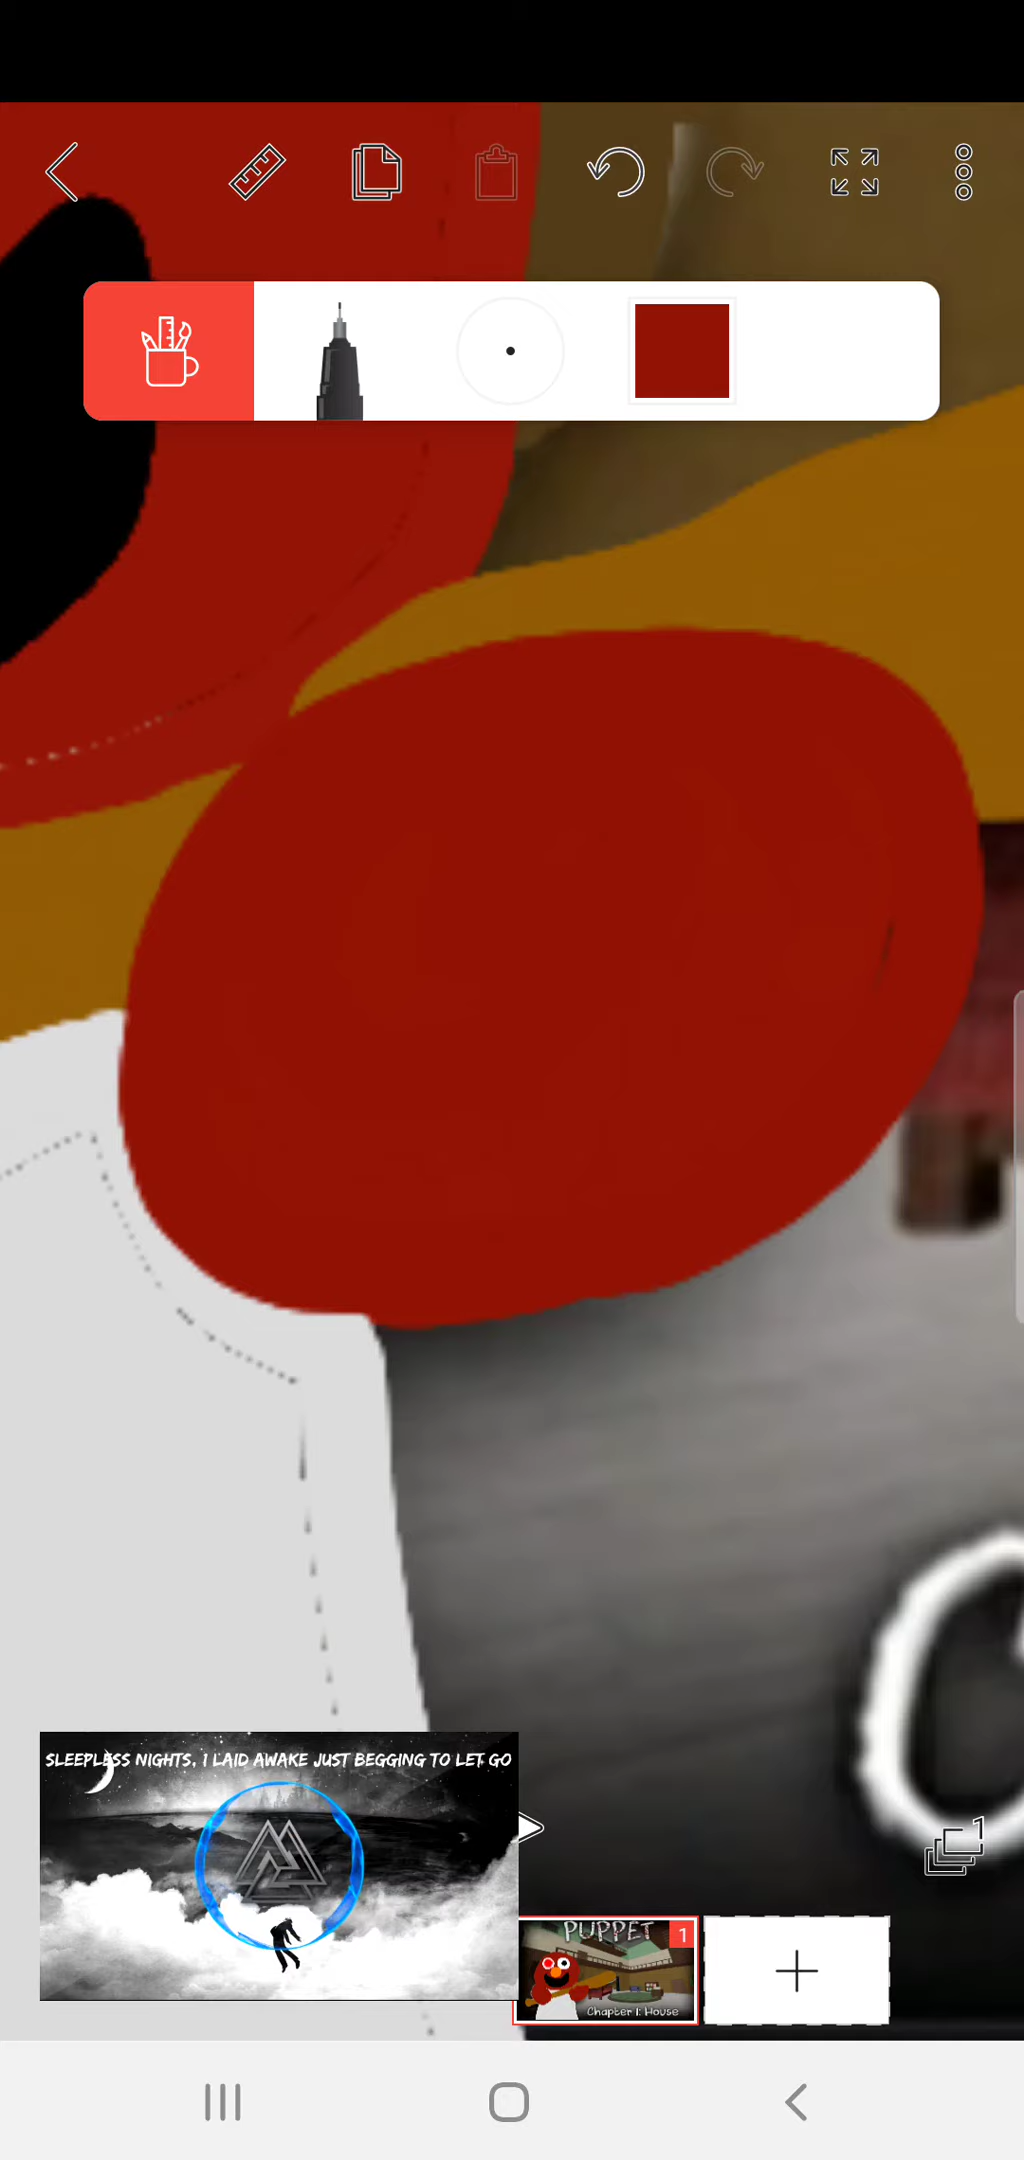 SLEEPLESS NIGHTS, I LAID AWAKE JUST BEGGING TO LET GO
1
PUPPET
1
Chapter 1: House
C